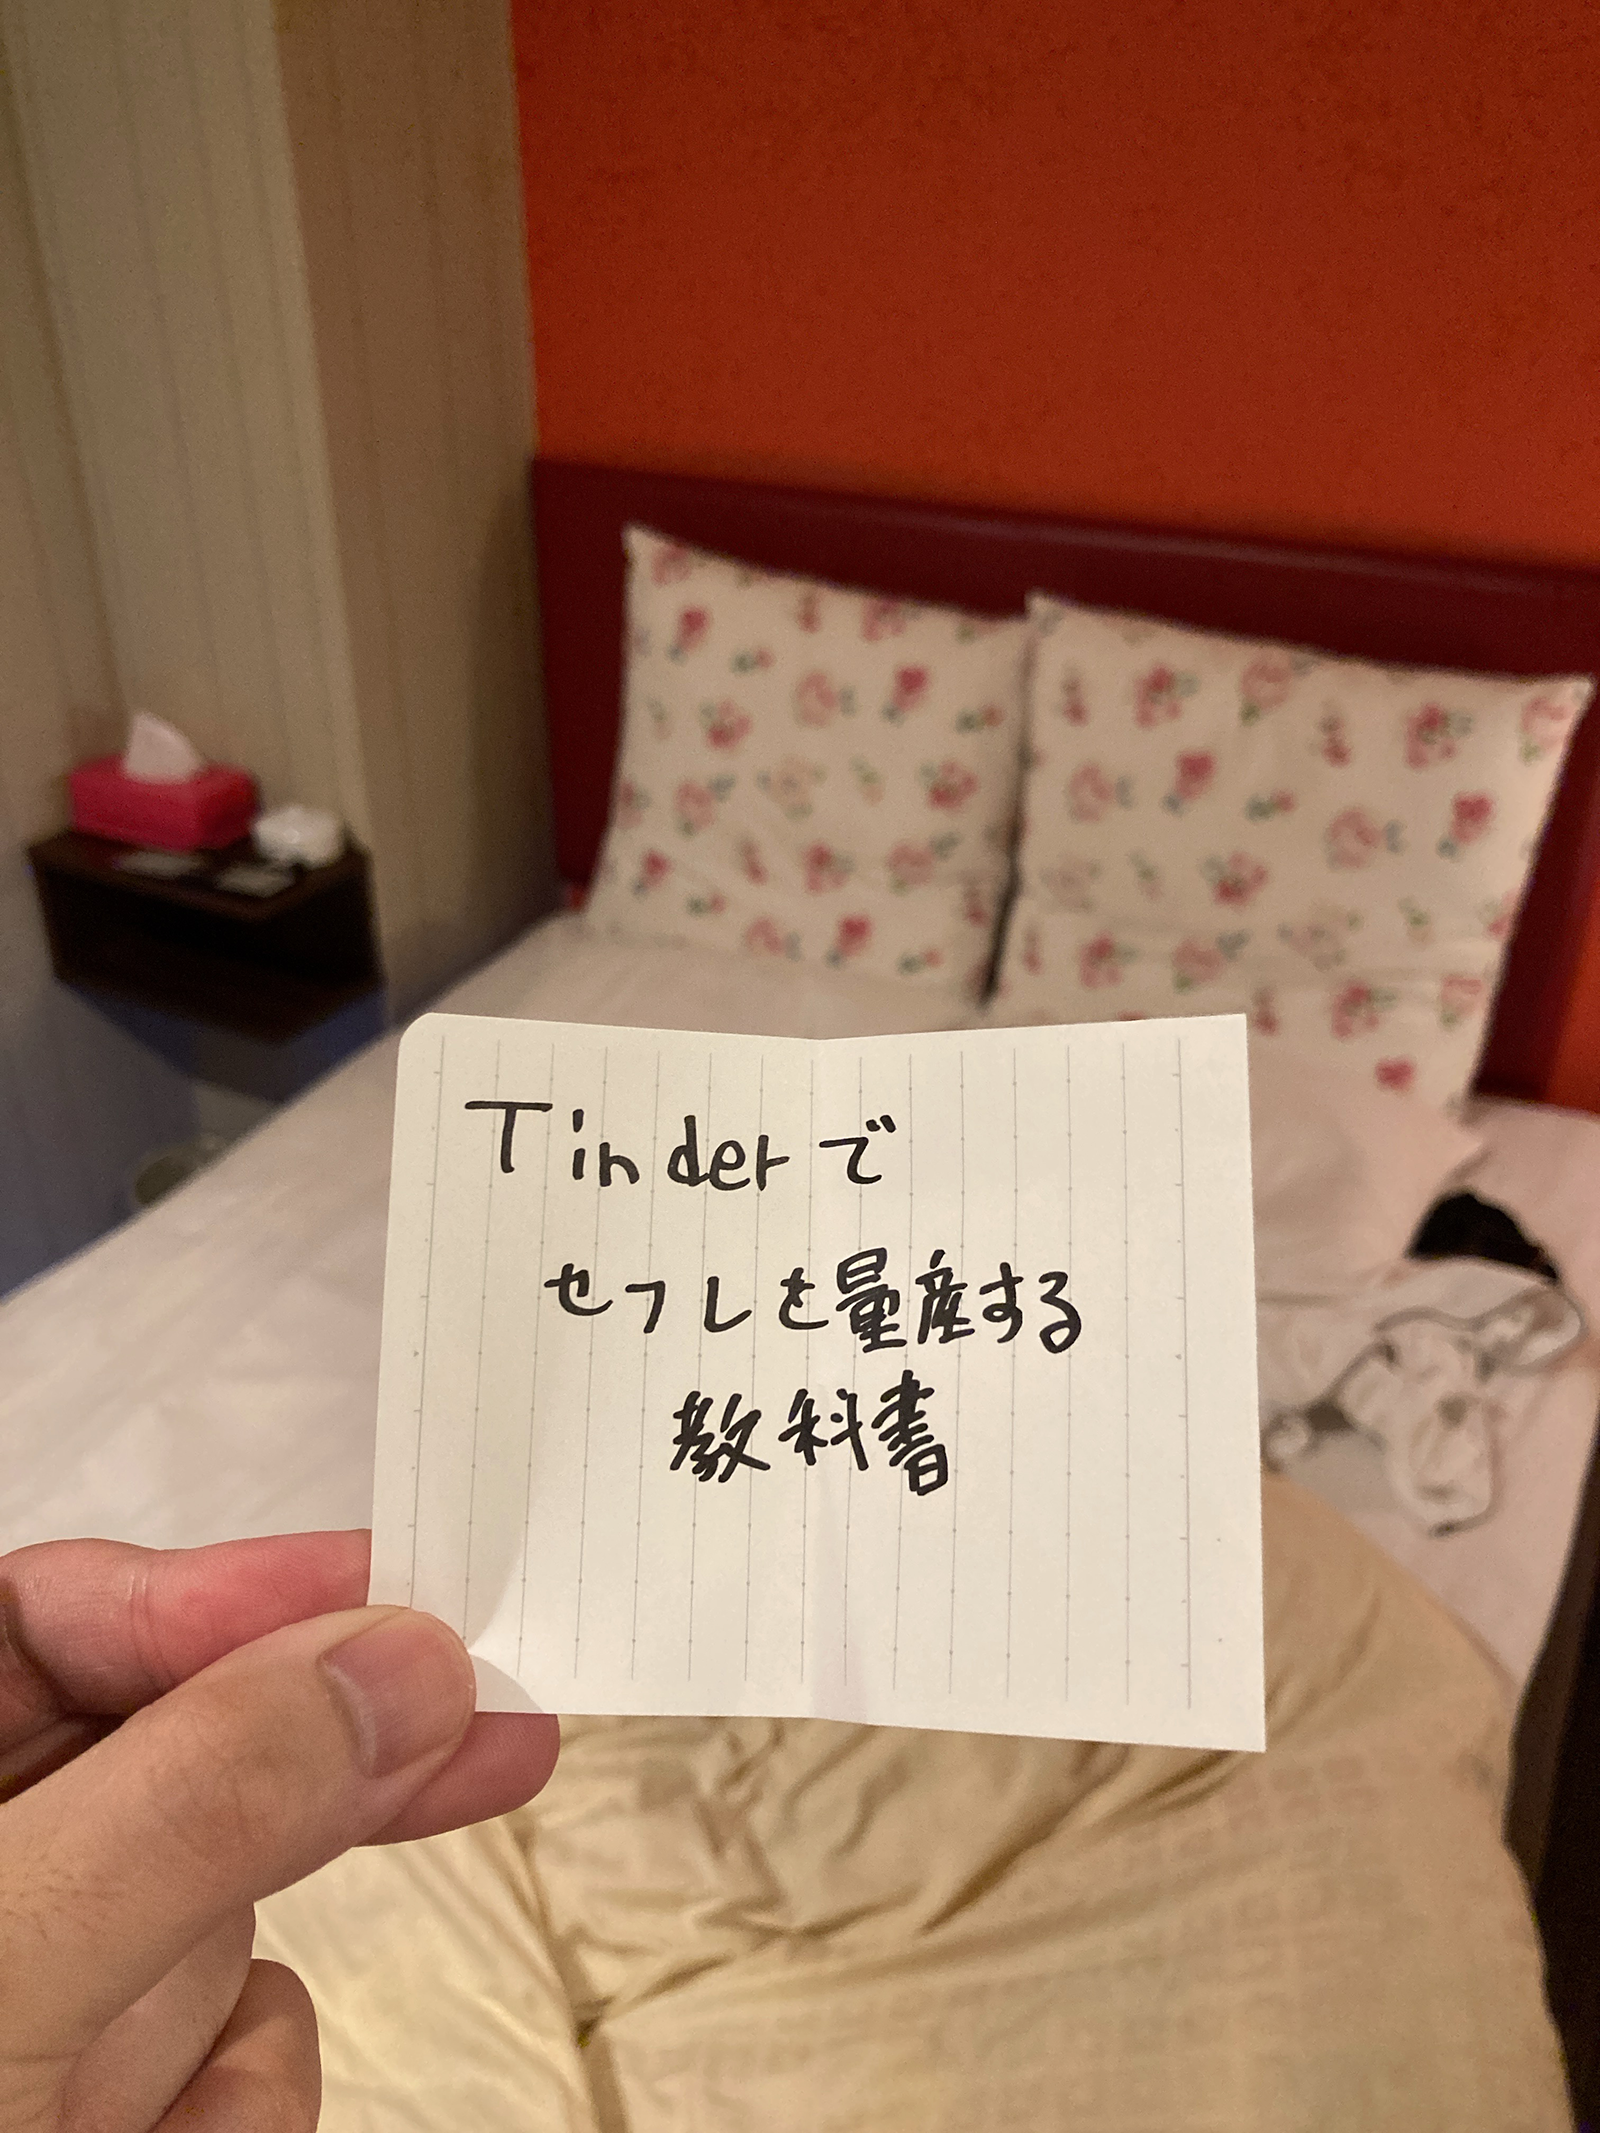 Tinderで
セフレを量産する
教科書